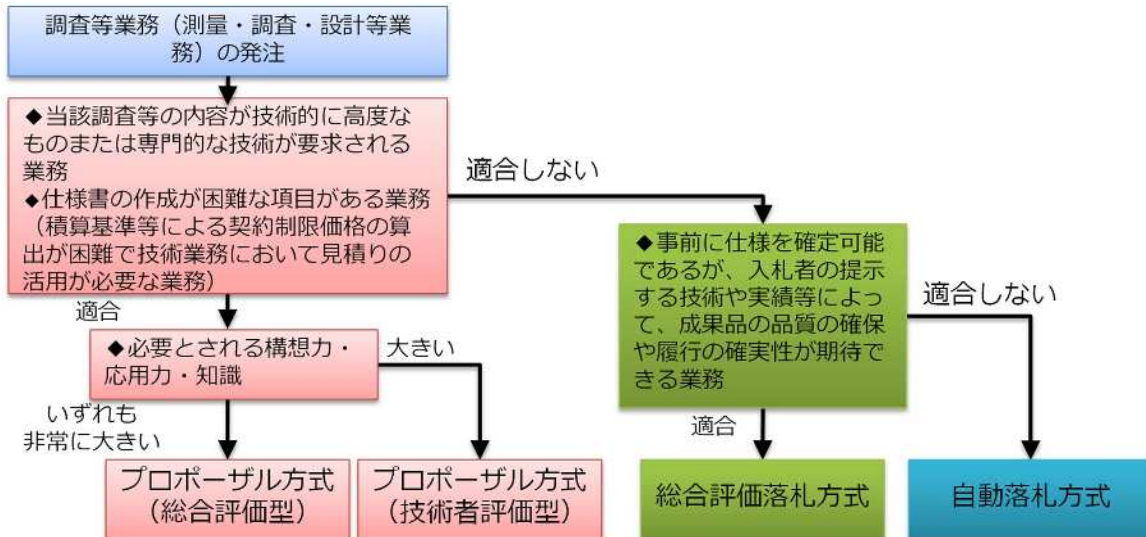 調査等業務（測量・調査・設計等業
務）の発注
◆当該調査等の内容が技術的に高度な
ものまたは専門的な技術が要求される
業務
◆仕様書の作成が困難な項目がある業務
（積算基準等による契約制限価格の算
出が困難で技術業務において見積りの
活用が必要な業務）
適合しない
適合
◆事前に仕様を確定可能
であるが、入札者の提示
する技術や実績等によっ
て、成果品の品質の確保
や履行の確実性が期待で
きる業務
適合しない
適合
◆必要とされる構想力・
応用力・知識
大きい
いずれも
非常に大きい
プロポーザル方式
（総合評価型）
プロポーザル方式
（技術者評価型）
総合評価落札方式
自動落札方式